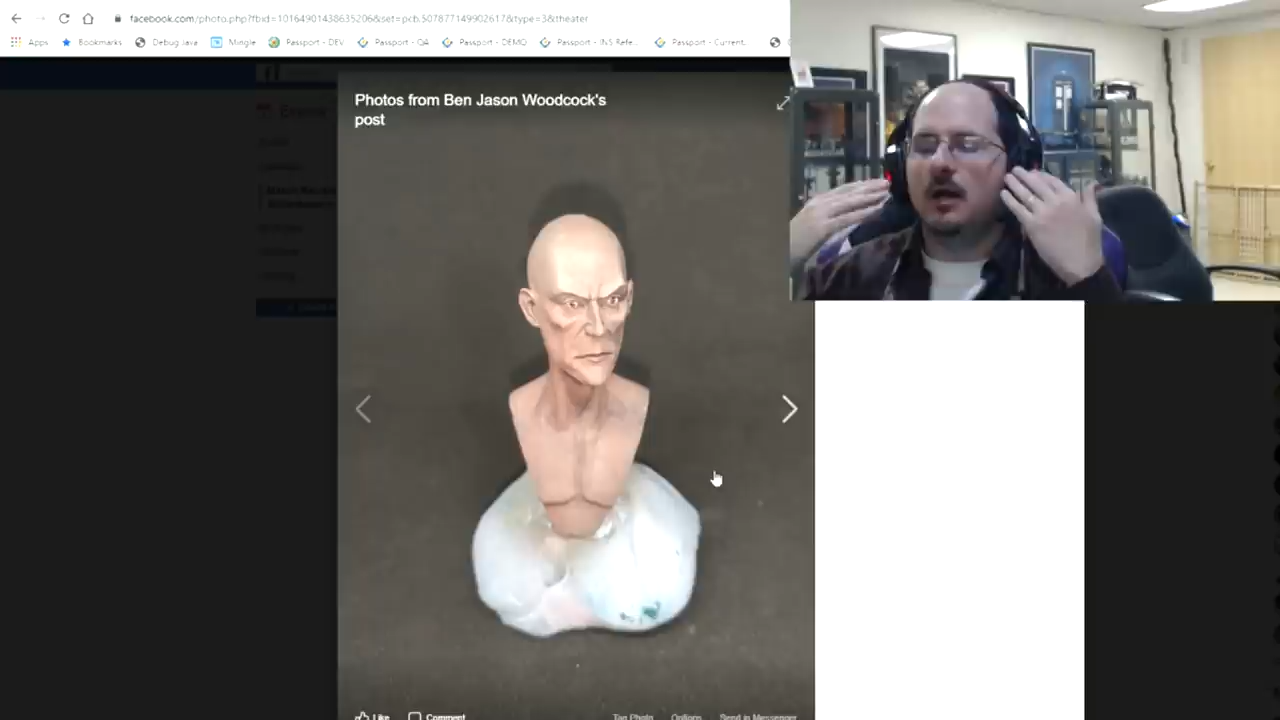 facebook.com/photo.php?fbid=10164901438635206&set=pcb.507877149902617&type=3&theater
Apps Bookmarks Debug Java Mingle Passport - DEV Passport - QA Passport - DEMO Passport - INS Refe... Passport - Current...
Photos from Ben Jason Woodcock's
post
Like Comment Tag Photo Options Send in Messenger